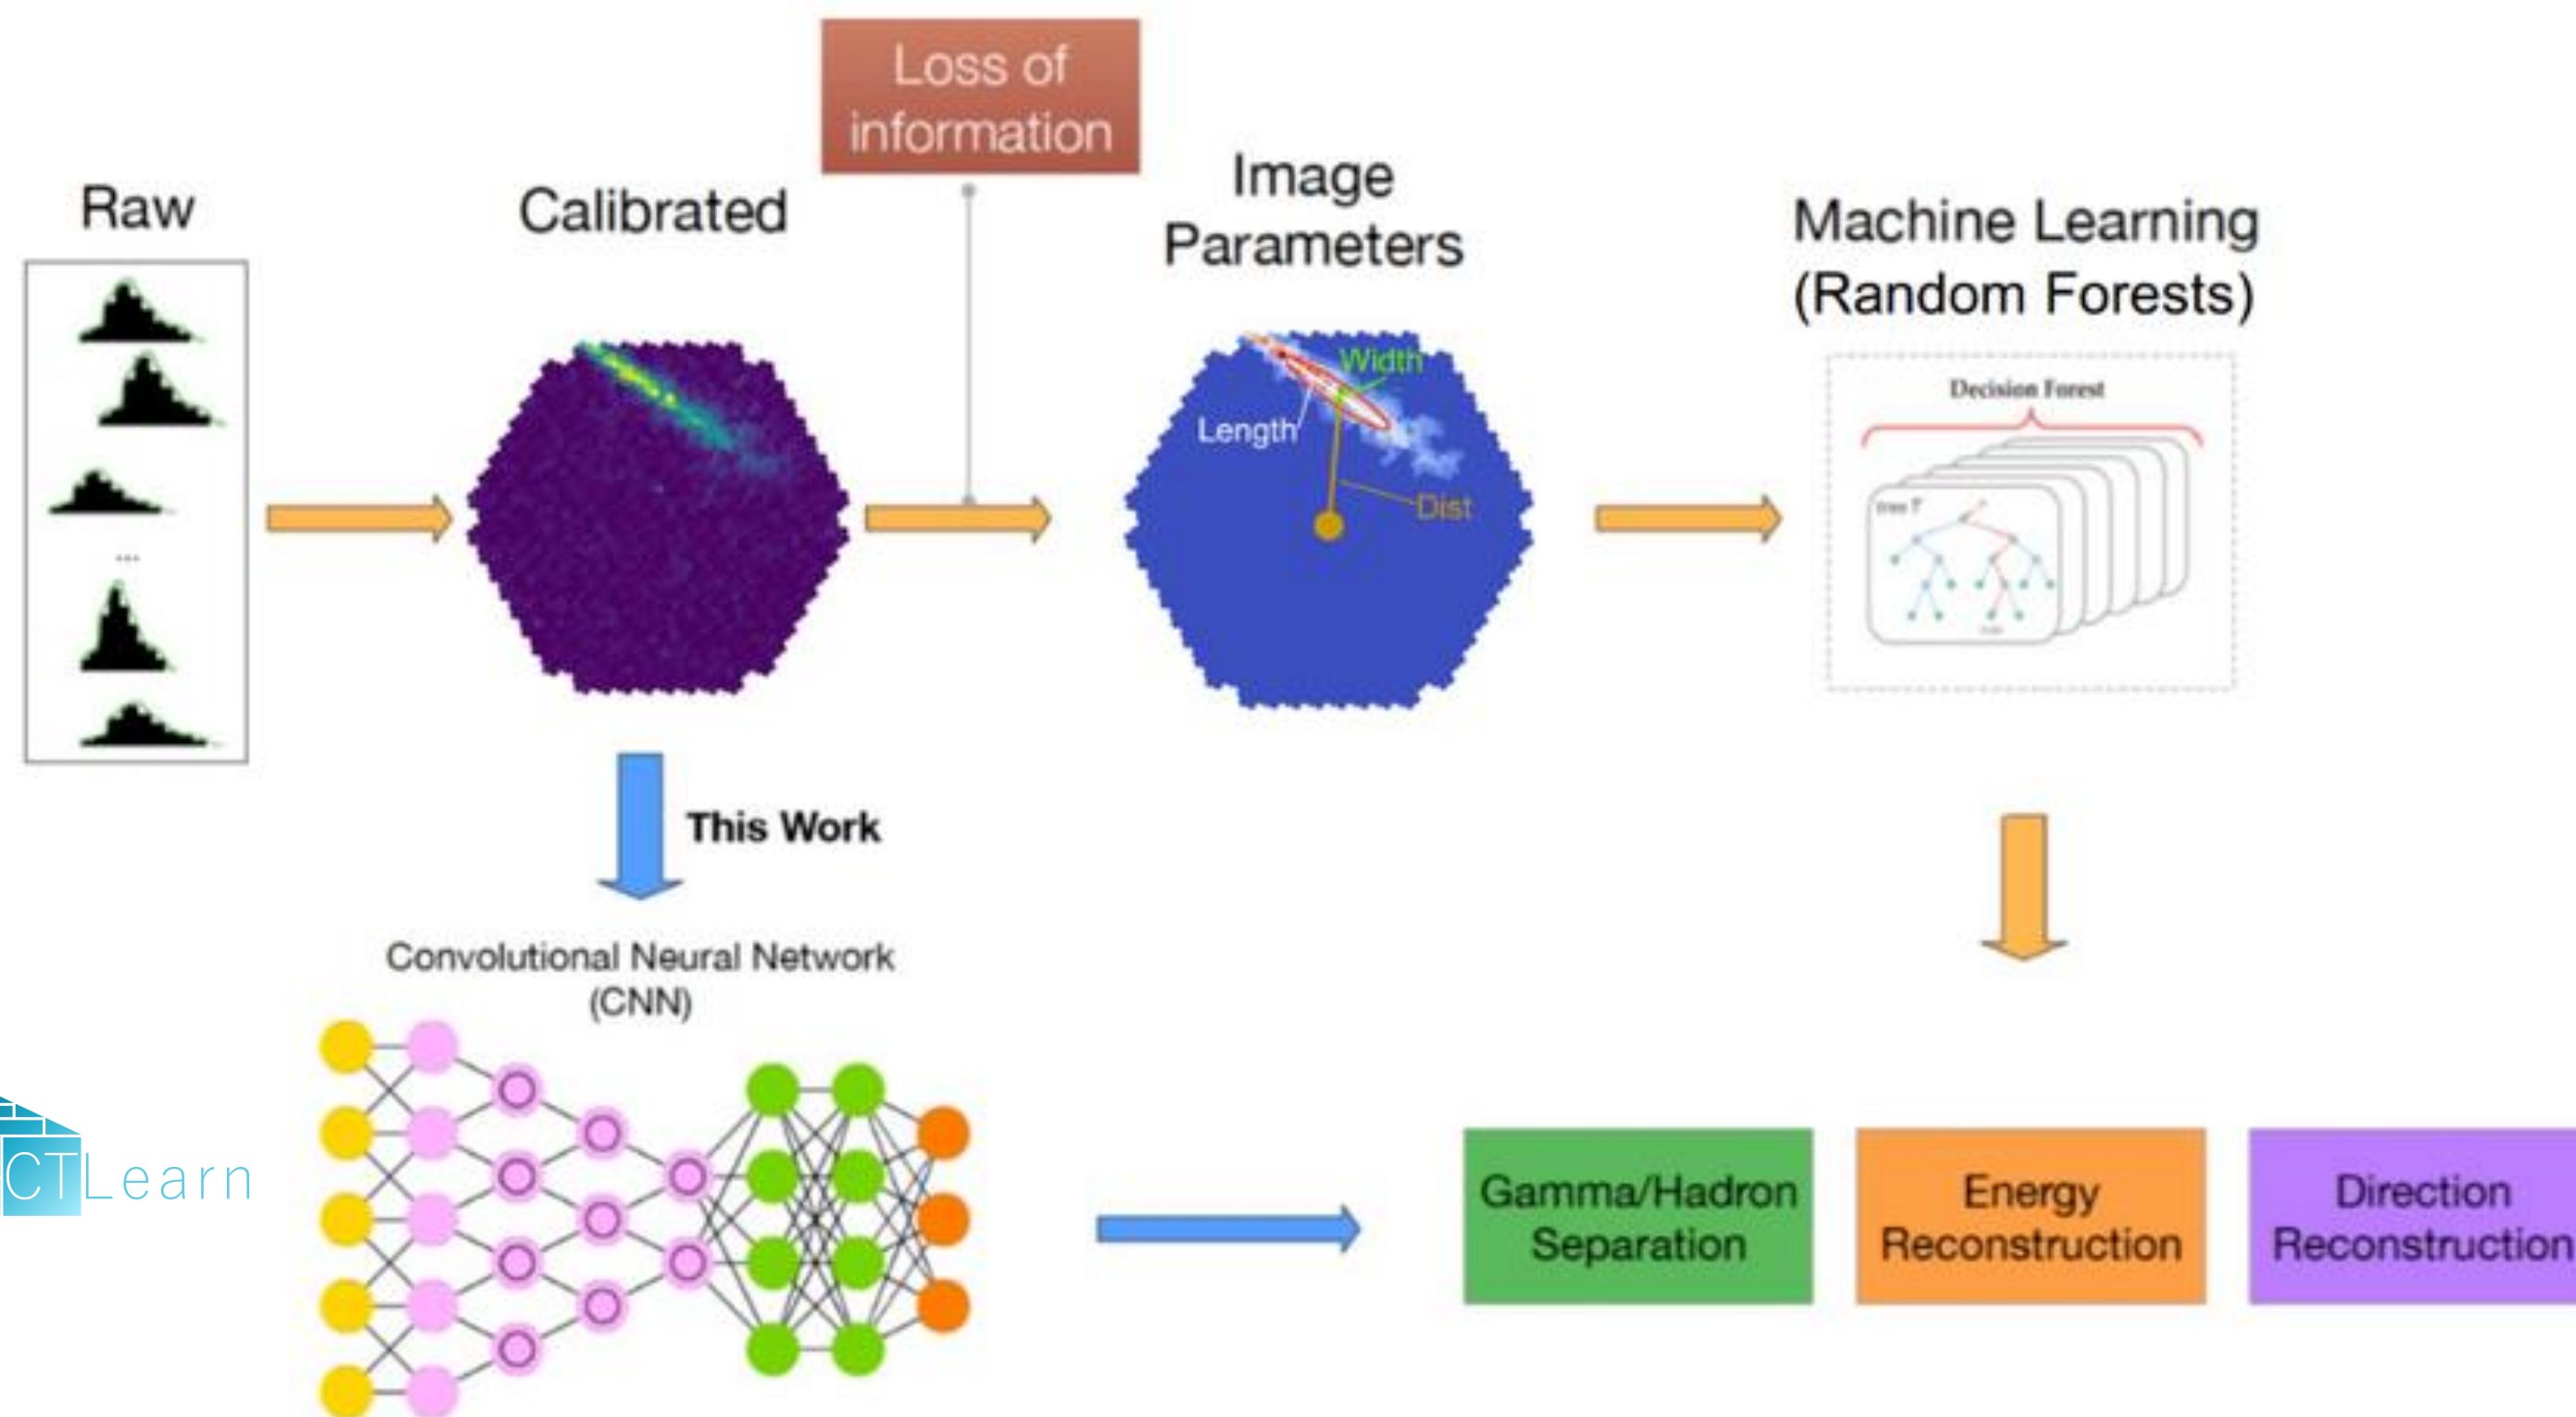 Loss of
information
Raw
Calibrated
Image
Parameters
Machine Learning
(Random Forests)
Width
Length
Dist
Decision Forest
tree T
...
This Work
Convolutional Neural Network
(CNN)
CTLearn
Gamma/Hadron
Separation
Energy
Reconstruction
Direction
Reconstruction